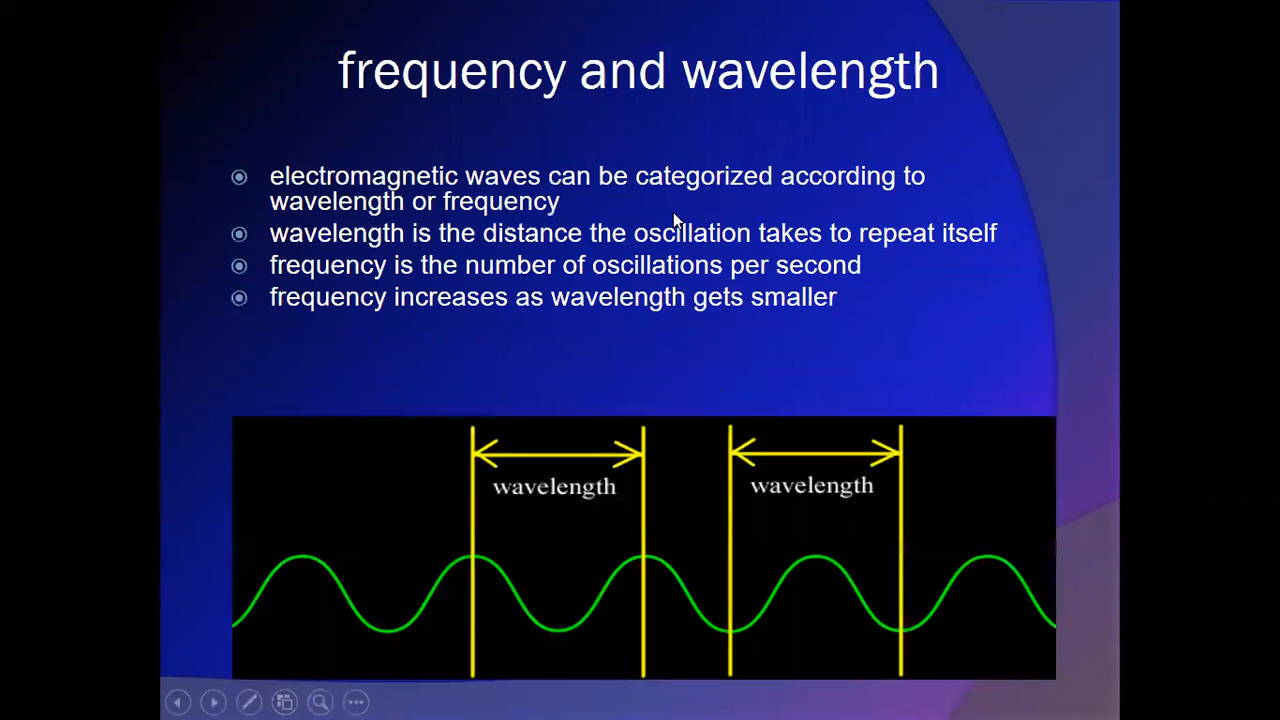 frequency and wavelength
electromagnetic waves can be categorized according to
wavelength or frequency
wavelength is the distance the oscillation takes to repeat itself
frequency is the number of oscillations per second
frequency increases as wavelength gets smaller
wavelength
wavelength